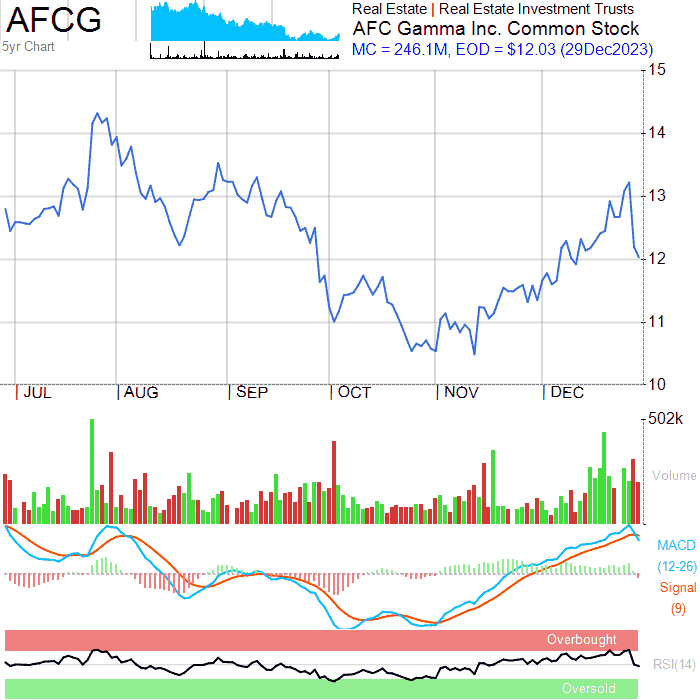 AFCG
5yr Chart
Real Estate | Real Estate Investment Trusts
AFC Gamma Inc. Common Stock
MC = 246.1M, EOD = $12.03 (29Dec2023)
15
14
13
12
11
10
JUL AUG SEP OCT NOV DEC
502k
Volume
MACD
(12-26)
Signal
(9)
Overbought
RSI(14)
Oversold